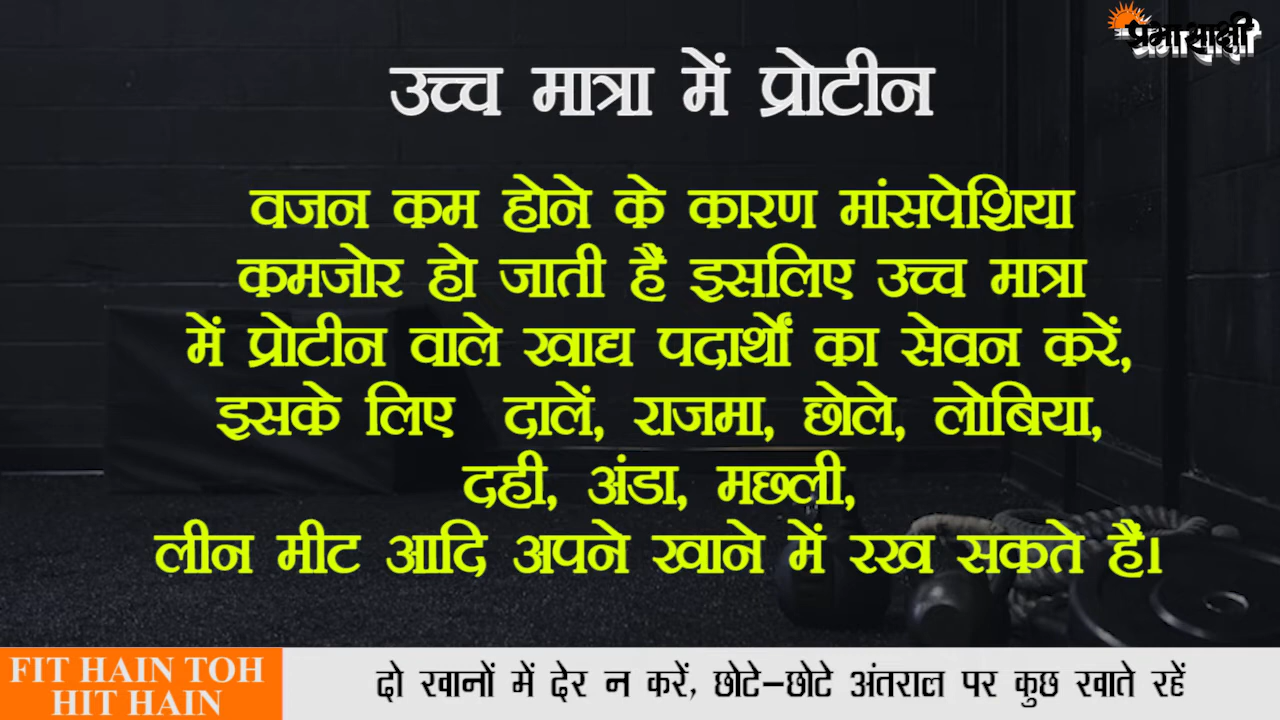 प्रभासाक्षी
उच्च मात्रा में प्रोटीन
वजन कम होने के कारण मांसपेशिया
कमजोर हो जाती हैं इसलिए उच्च मात्रा
में प्रोटीन वाले खाद्य पदार्थों का सेवन करें,
इसके लिए दालें, राजमा, छोले, लोबिया,
दही, अंडा, मछली,
लीन मीट आदि अपने खाने में रख सकते हैं।
FIT HAIN TOH
HIT HAIN
दो खानों में देर न करें, छोटे-छोटे अंतराल पर कुछ खाते रहें